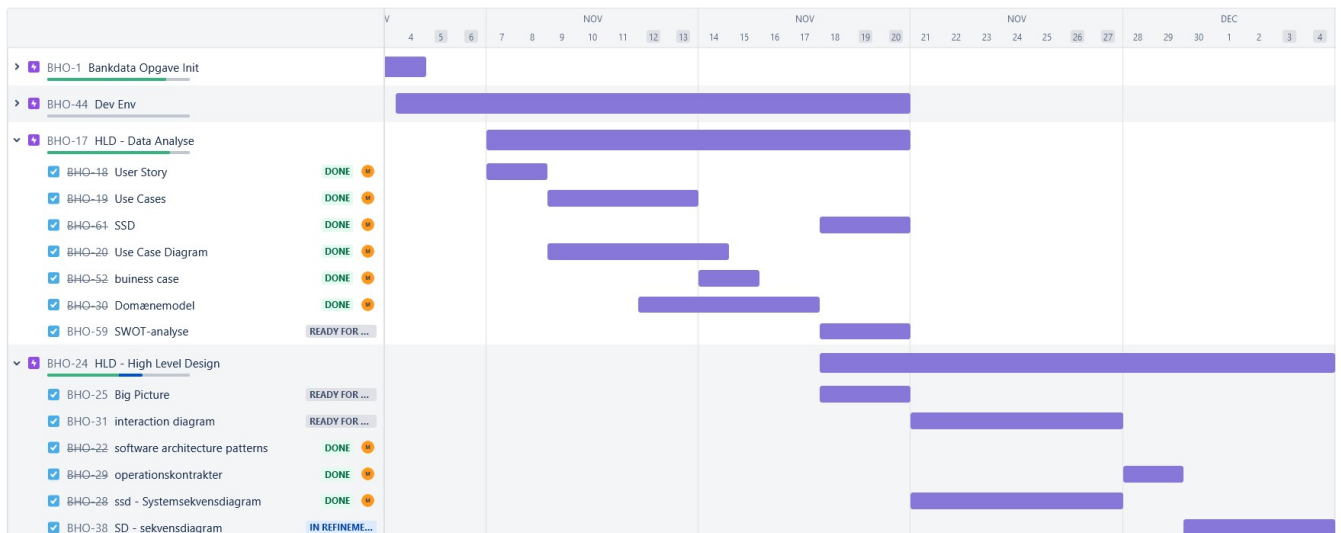 V NOV NOV NOV DEC
4 5 6 7 8 9 10 11 12 13 14 15 16 17 18 19 20 21 22 23 24 25 26 27 28 29 30 1 2 3 4
BHO-1 Bankdata Opgave Init
BHO-44 Dev Env
BHO-17 HLD - Data Analyse
BHO-18 User Story DONE M
BHO-19 Use Cases DONE M
BHO-61 SSD DONE M
BHO-20 Use Case Diagram DONE M
BHO-52 buiness case DONE M
BHO-30 Domænemodel DONE M
BHO-59 SWOT-analyse READY FOR ...
BHO-24 HLD - High Level Design
BHO-25 Big Picture READY FOR ...
BHO-31 interaction diagram READY FOR ...
BHO-22 software architecture patterns DONE M
BHO-29 operationskontrakter DONE M
BHO-28 ssd - Systemsekvensdiagram DONE M
BHO-38 SD - sekvensdiagram IN REFINEME...